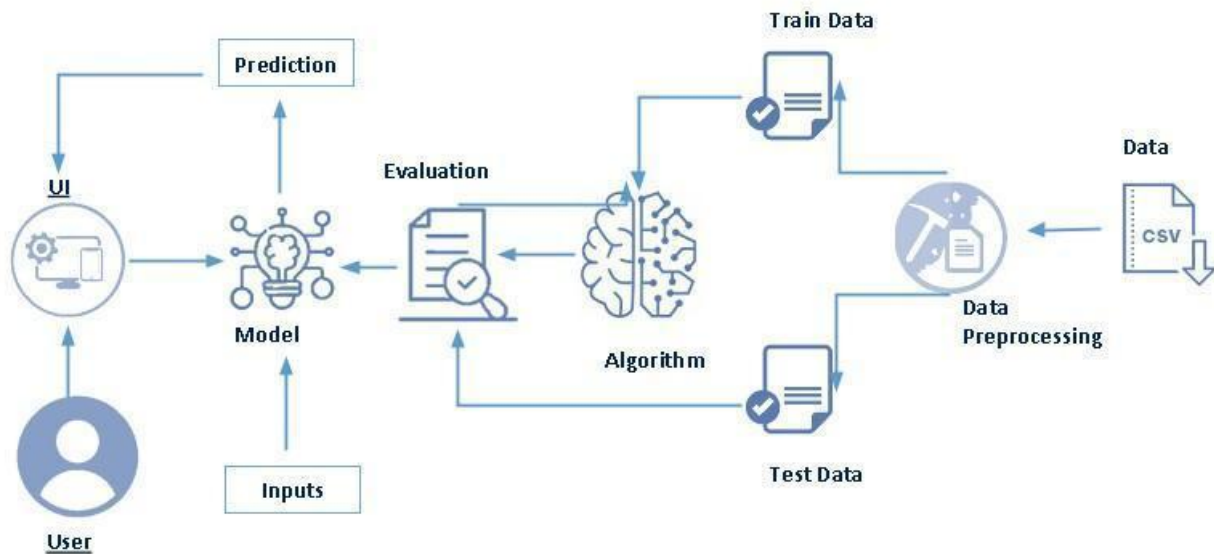 Train Data
Prediction
Data
Evaluation
UI
CSV
Model
Data
Preprocessing
Algorithm
Inputs
Test Data
User